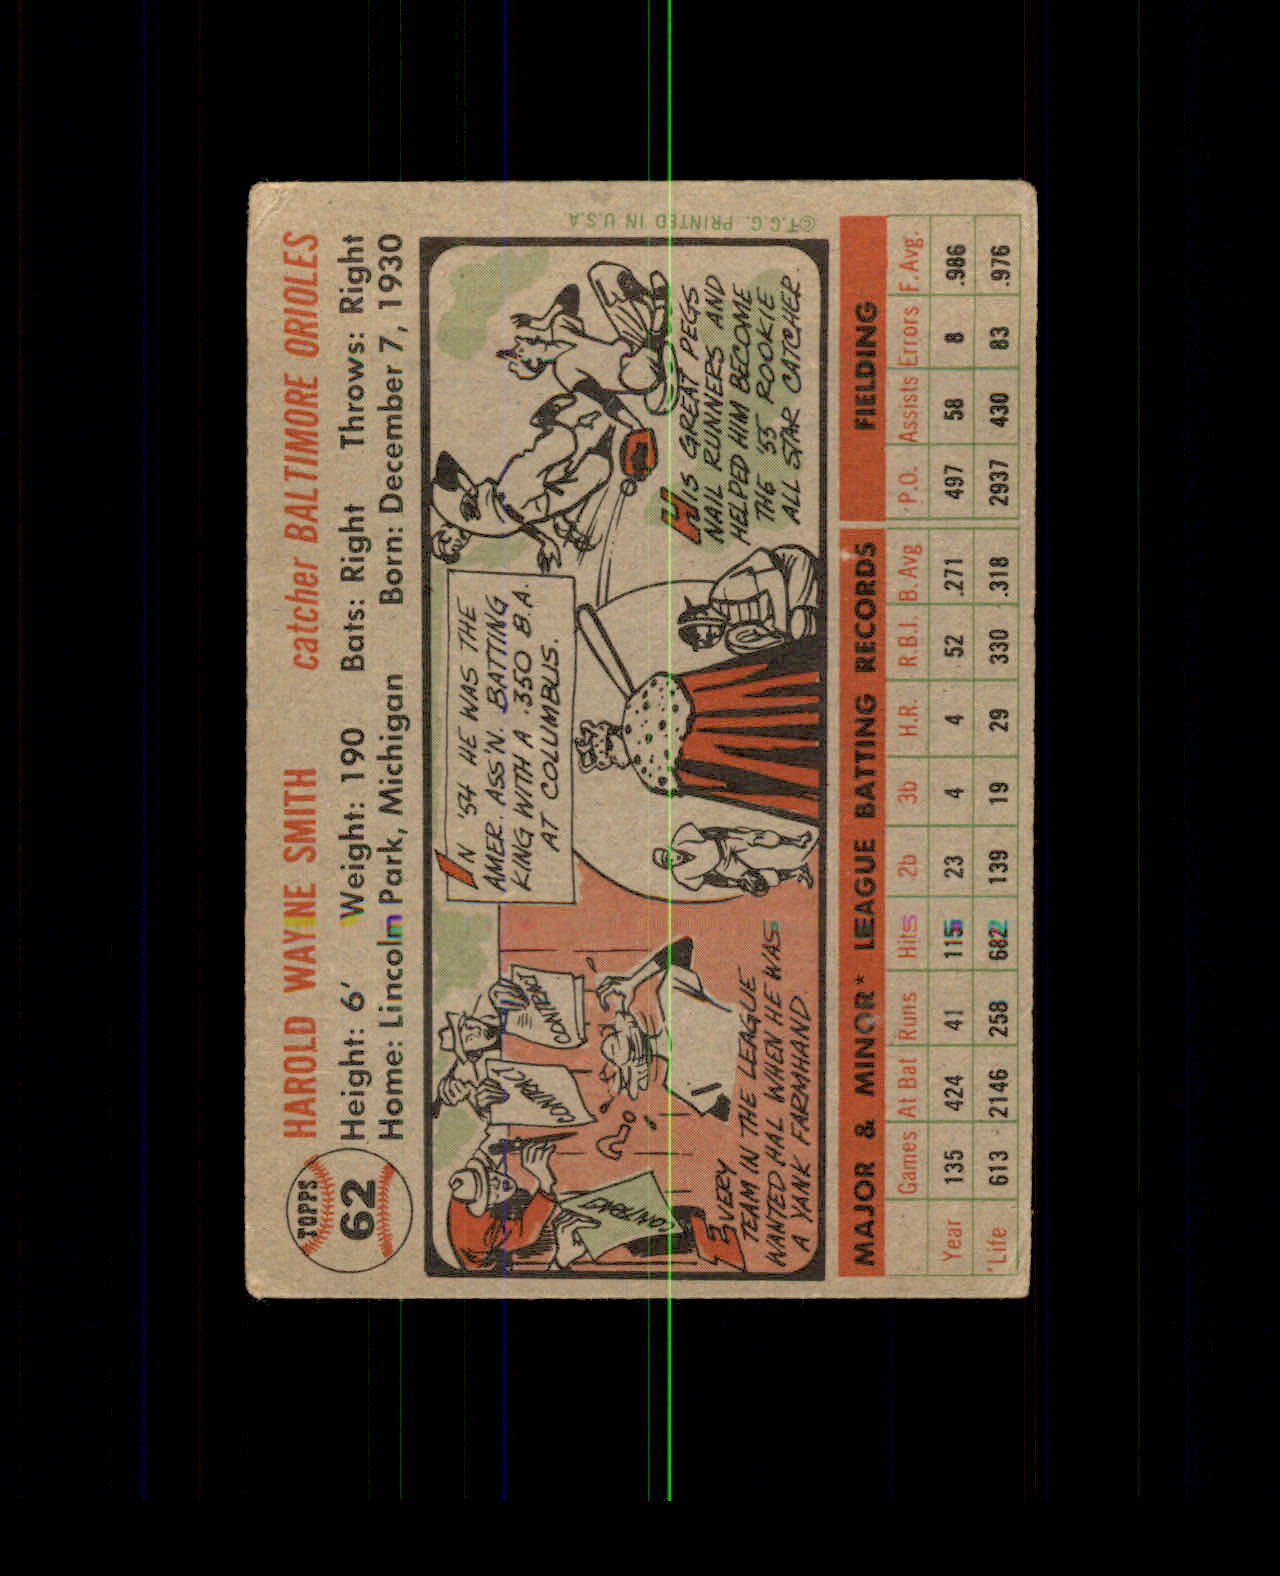 TOPPS
62
HAROLD WAYNE SMITH catcher BALTIMORE ORIOLES
Height: 6' Weight: 190 Bats: Right Throws: Right
Home: Lincoln Park, Michigan Born: December 7, 1930
CONTRACT
CONTRACT
CONTRACT
EVERY
TEAM IN THE LEAGUE
WANTED HAL WHEN HE WAS
A YANK FARMHAND.
IN '54 HE WAS THE
AMER. ASS'N. BATTING
KING WITH A .350 B.A.
AT COLUMBUS.
HIS GREAT PEGS
NAIL RUNNERS AND
HELPED HIM BECOME
THE '55 ROOKIE
ALL STAR CATCHER.
MAJOR & MINOR* LEAGUE BATTING RECORDS FIELDING
Games At Bat Runs Hits 2b 3b H.R. R.B.I. B.Avg P.O. Assists Errors F.Avg.
Year 135 424 41 115 23 4 4 52 .271 497 58 8 .986
Life 613 2146 258 682 139 19 29 330 .318 2937 430 83 .976
©T.C.G. PRINTED IN U.S.A.